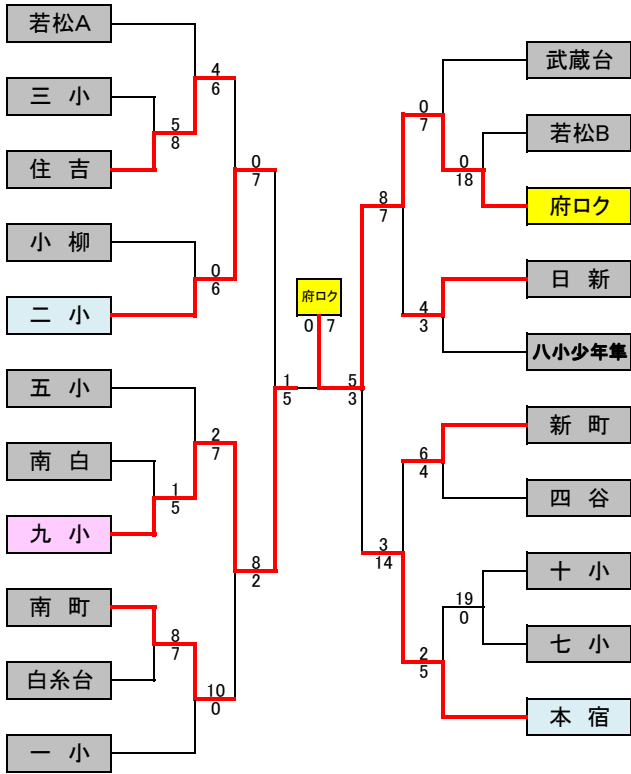 若松A
三 小
住 吉
小 柳
二 小
五 小
南 白
九 小
南 町
白糸台
一 小
4
6
5
8
0
7
0
6
2
7
1
5
8
2
8
7
10
0
1
5
府ロク
0 7
5
3
8
7
0
7
0
18
4
3
6
4
3
14
19
0
2
5
武蔵台
若松B
府ロク
日 新
八小少年隼
新 町
四 谷
十 小
七 小
本 宿